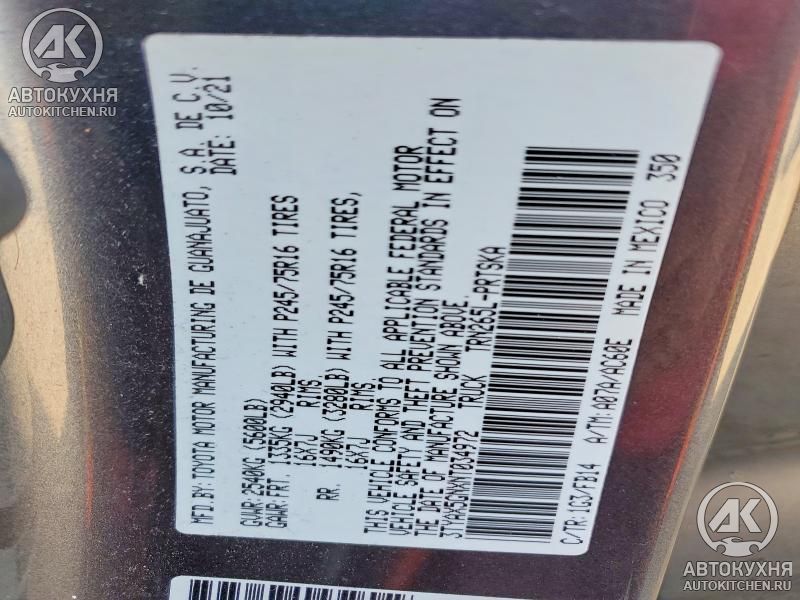 MFD.BY: TOYOTA MOTOR MANUFACTURING DE GUANAJUATO, S.A. DE C.V.
DATE: 10/21
GVWR: 2540KG (5600LB)
GAWR: FRT. 1335KG (2940LB) WITH P245/75R16 TIRES
16X7J RIMS.
RR. 1490KG (3280LB) WITH P245/75R16 TIRES,
16X7J RIMS.
THIS VEHICLE CONFORMS TO ALL APPLICABLE FEDERAL MOTOR
VEHICLE SAFETY AND THEFT PREVENTION STANDARDS IN EFFECT ON
THE DATE OF MANUFACTURE SHOWN ABOVE.
3TYAX5GNXNT034972 TRUCK TRN265L-PRTSKA
C/TR: 1G3/FB14 A/TM: A07A/AC60E MADE IN MEXICO 350
АВТОКУХНЯ
AUTOKITCHEN.RU
АВТОКУХНЯ
AUTOKITCHEN.RU